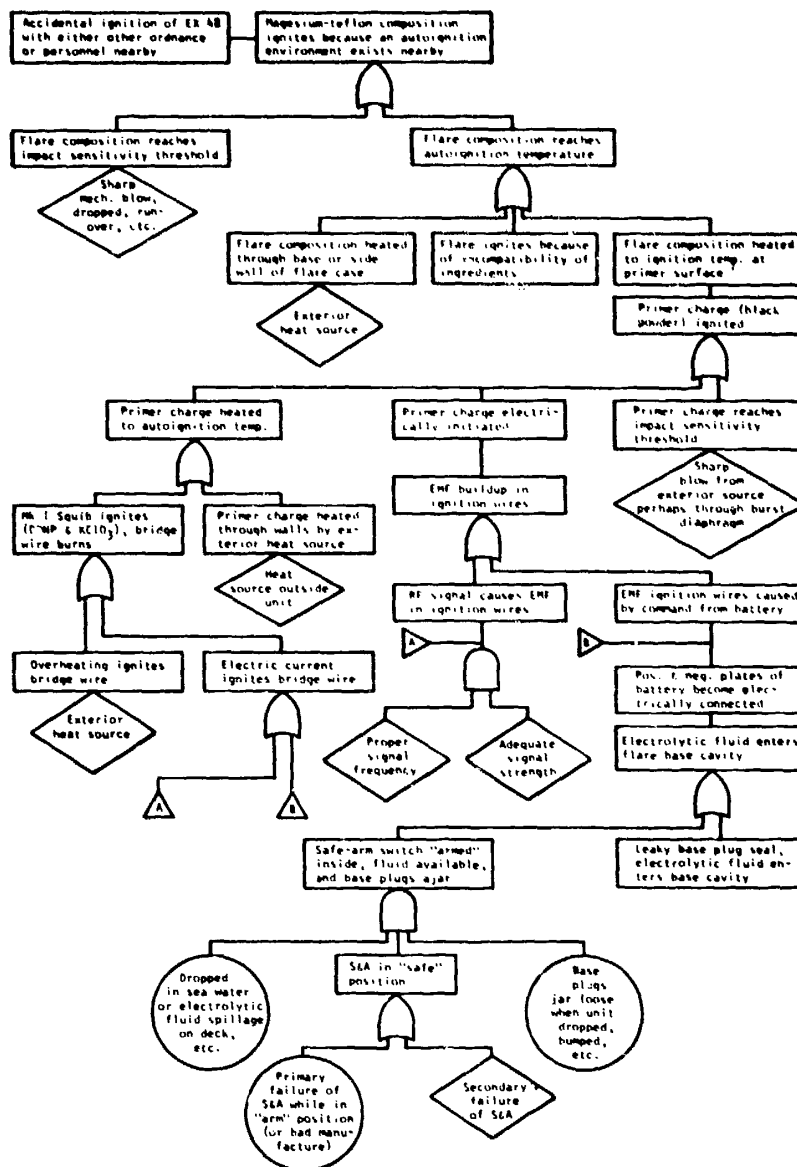 Accidental ignition of EX 48
with either other ordnance
or personnel nearby
Magesium-teflon composition
ignites because an autoignition
environment exists nearby
Flare composition reaches
impact sensitivity threshold
Flare composition reaches
autoignition temperature
Sharp
mech. blow,
dropped, run-
over, etc.
Flare composition heated
through base or side
wall of flare case
Flare ignites because
of incompatibility of
ingredients
Flare composition heated
to ignition temp. at
primer surface
Exterior
heat source
Primer charge (black
powder) ignited
Primer charge heated
to autoignition temp.
Primer charge electri-
cally initiated
Primer charge reaches
impact sensitivity
threshold
Sharp
blow from
exterior source
perhaps through burst
diaphragm
EMF buildup in
ignition wires
Squib ignites
& KClO3), bridge
wire burns
Primer charge heated
through walls by ex-
terior heat source
Heat
source outside
unit
RF signal causes EMF
in ignition wires
EMF ignition wires caused
by command from battery
A
B
Overheating ignites
bridge wire
Electric current
ignites bridge wire
Pos. & neg. plates of
battery become elec-
trically connected
Exterior
heat source
Proper
signal
frequency
Adequate
signal
strength
Electrolytic fluid enters
flare base cavity
A
B
Safe-arm switch "armed"
inside, fluid available,
and base plugs ajar
Leaky base plug seal,
electrolytic fluid en-
ters base cavity
Dropped
in sea water
or electrolytic
fluid spillage
on deck,
etc.
S&A in "safe"
position
Base
plugs
jar loose
when unit
dropped,
bumped,
etc.
Primary
failure of
S&A while in
"arm" position
(or bad manu-
facture)
Secondary
failure
of S&A